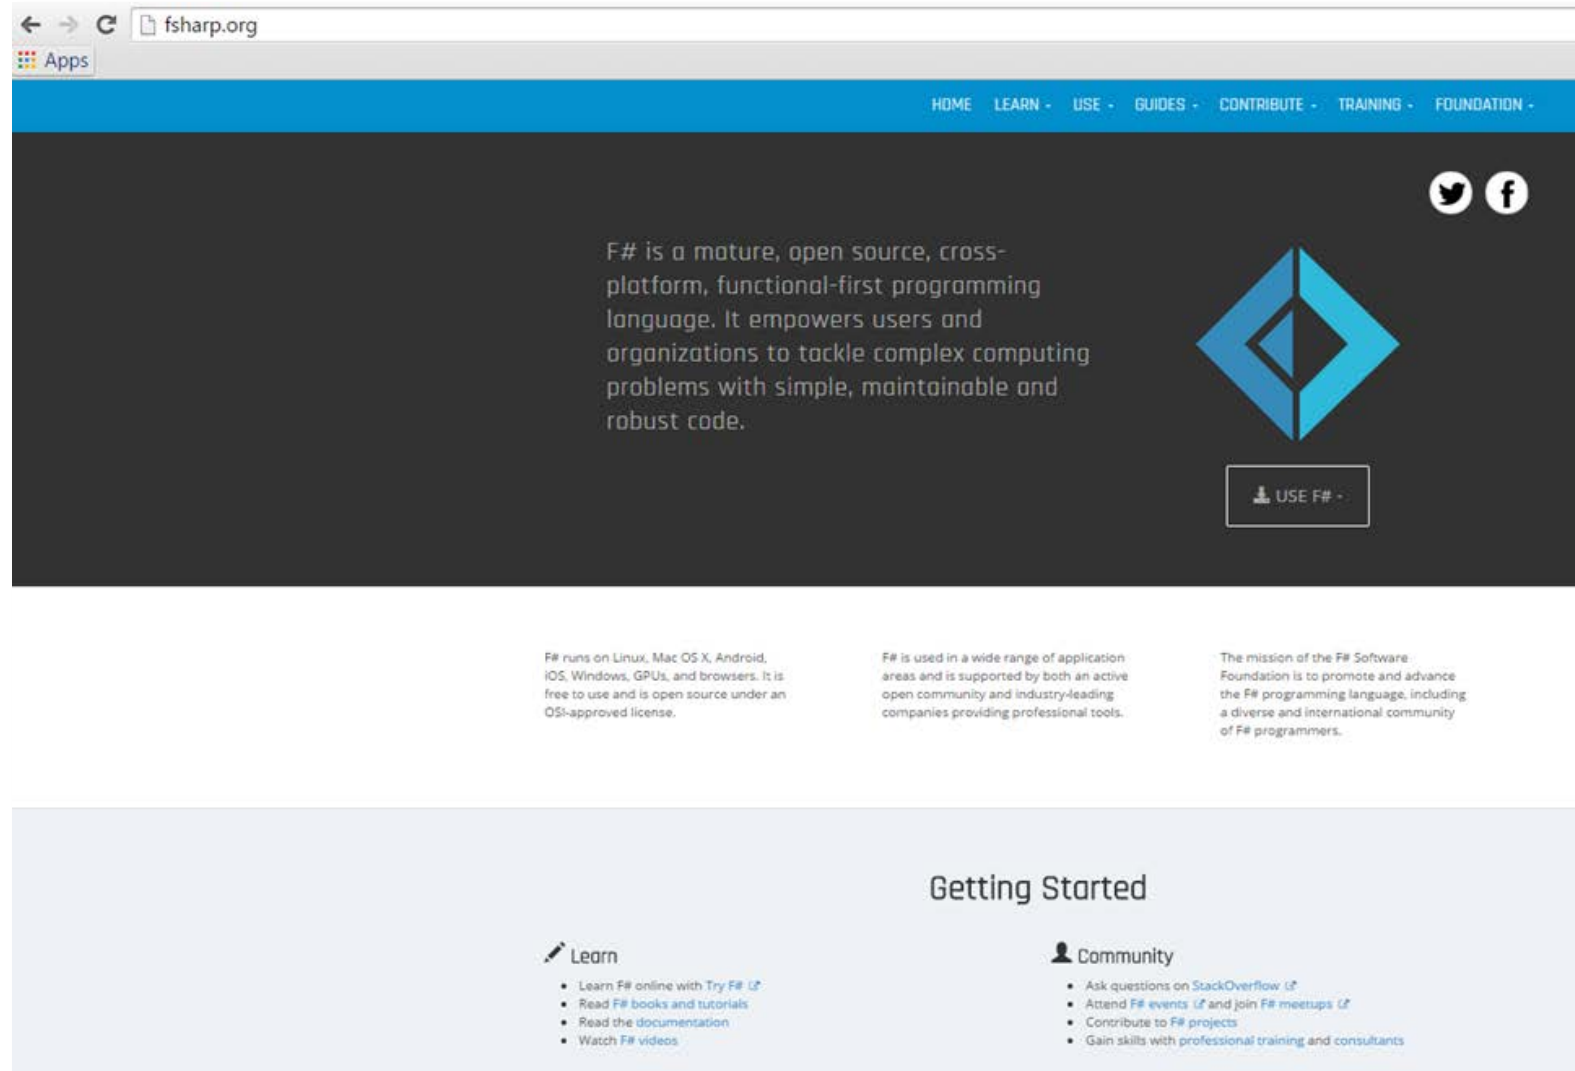 fsharp.org
Apps
HOME LEARN - USE - GUIDES - CONTRIBUTE - TRAINING - FOUNDATION -
F# is a mature, open source, cross-
platform, functional-first programming
language. It empowers users and
organizations to tackle complex computing
problems with simple, maintainable and
robust code.
USE F# -
F# runs on Linux, Mac OS X, Android,
iOS, Windows, GPUs, and browsers. It is
free to use and is open source under an
OSI-approved license.
F# is used in a wide range of application
areas and is supported by both an active
open community and industry-leading
companies providing professional tools.
The mission of the F# Software
Foundation is to promote and advance
the F# programming language, including
a diverse and international community
of F# programmers.
Getting Started
Learn
• Learn F# online with Try F#
• Read F# books and tutorials
• Read the documentation
• Watch F# videos
Community
• Ask questions on StackOverflow
• Attend F# events and join F# meetups
• Contribute to F# projects
• Gain skills with professional training and consultants